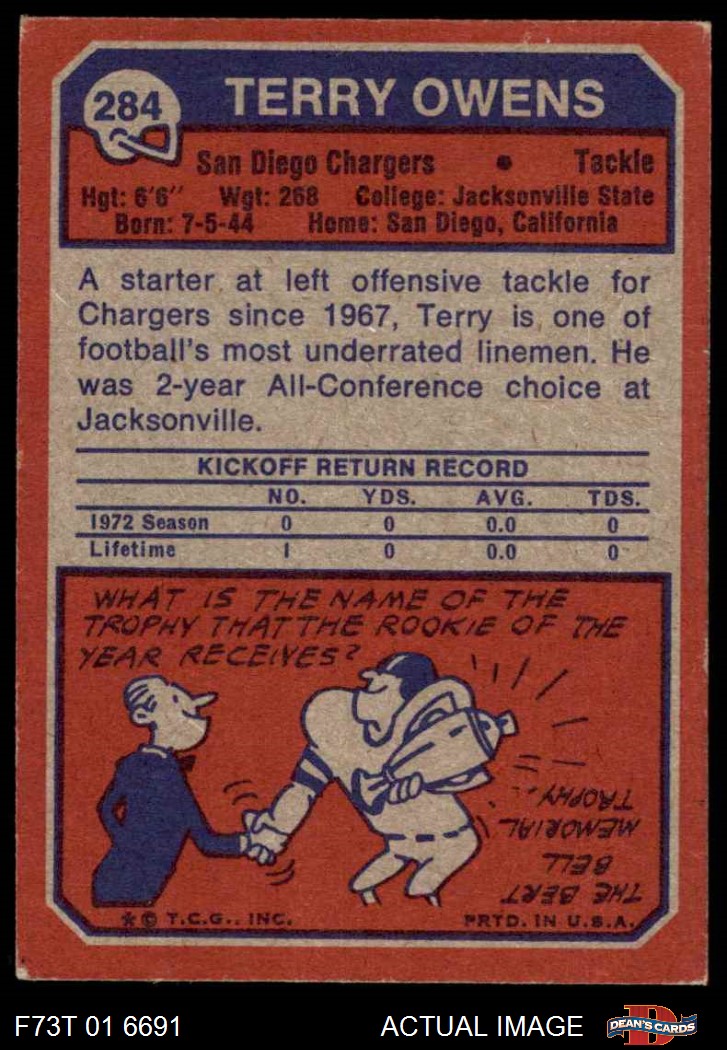 284
TERRY OWENS
San Diego Chargers • Tackle
Hgt: 6'6" Wgt: 268 College: Jacksonville State
Born: 7-5-44 Home: San Diego, California
A starter at left offensive tackle for
Chargers since 1967, Terry is one of
football's most underrated linemen. He
was 2-year All-Conference choice at
Jacksonville.
KICKOFF RETURN RECORD
NO. YDS. AVG. TDS.
1972 Season 0 0 0.0 0
Lifetime 1 0 0.0 0
WHAT IS THE NAME OF THE
TROPHY THAT THE ROOKIE OF THE
YEAR RECEIVES?
THE BERT
BELL
MEMORIAL
TROPHY
* © T.C.G., INC. PRTD. IN U.S.A.
F73T 01 6691 ACTUAL IMAGE
D
DEAN'S CARDS